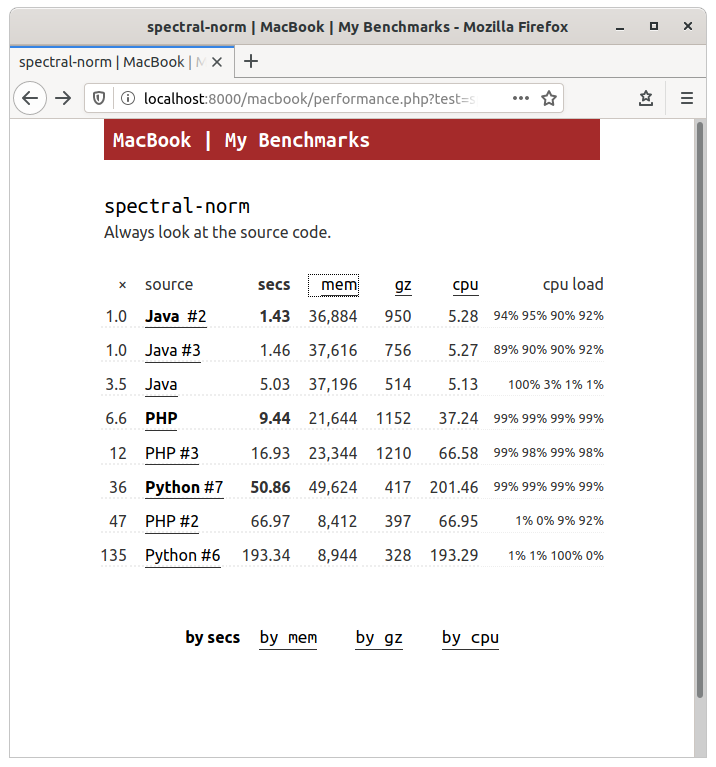 spectral-norm | MacBook | My Benchmarks - Mozilla Firefox
spectral-norm | MacBook | M
localhost:8000/macbook/performance.php?test=s
MacBook | My Benchmarks
spectral-norm
Always look at the source code.
× source secs mem gz cpu cpu load
1.0 Java #2 1.43 36,884 950 5.28 94% 95% 90% 92%
1.0 Java #3 1.46 37,616 756 5.27 89% 90% 90% 92%
3.5 Java 5.03 37,196 514 5.13 100% 3% 1% 1%
6.6 PHP 9.44 21,644 1152 37.24 99% 99% 99% 99%
12 PHP #3 16.93 23,344 1210 66.58 99% 98% 99% 98%
36 Python #7 50.86 49,624 417 201.46 99% 99% 99% 99%
47 PHP #2 66.97 8,412 397 66.95 1% 0% 9% 92%
135 Python #6 193.34 8,944 328 193.29 1% 1% 100% 0%
by secs by mem by gz by cpu